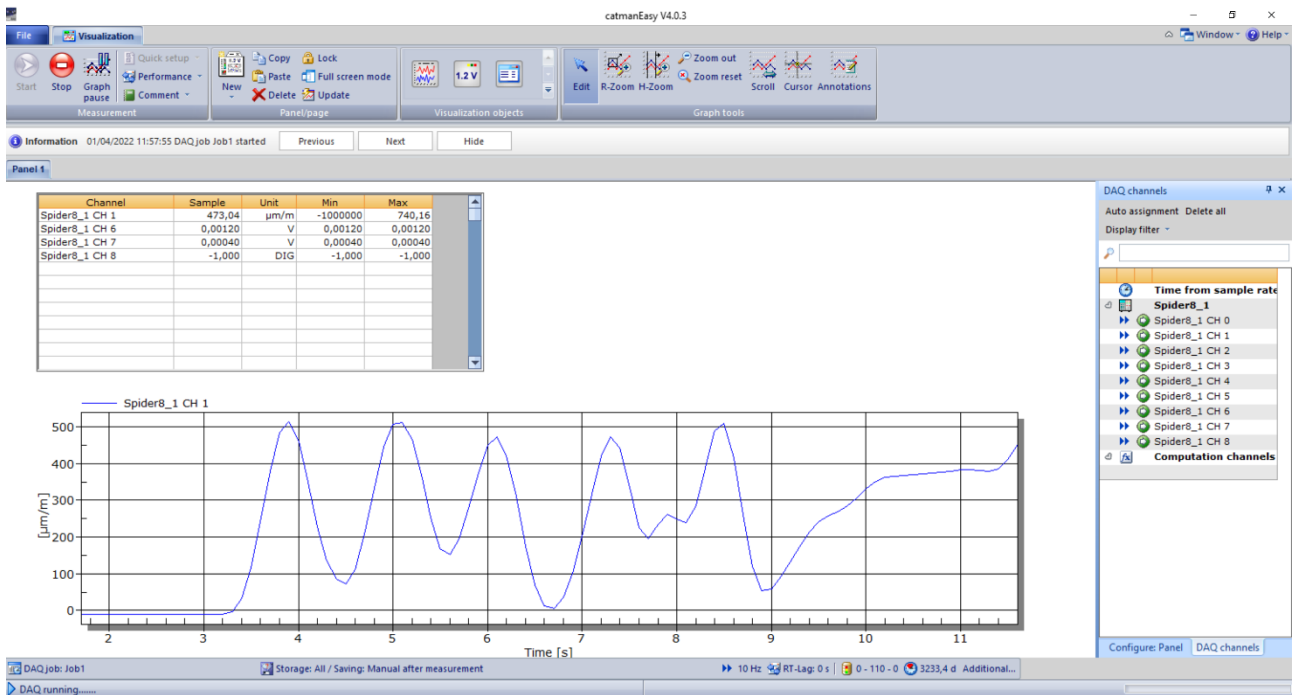 catmanEasy V4.0.3
File Visualization Window Help
Start Stop Graph pause Quick setup Performance Comment
Measurement
New Copy Paste Delete Lock Full screen mode Update
Panel/page
1.2 V
Visualization objects
Edit R-Zoom H-Zoom Zoom out Zoom reset Scroll Cursor Annotations
Graph tools
Information 01/04/2022 11:57:55 DAQ job Job1 started Previous Next Hide
Panel 1
Channel Sample Unit Min Max
Spider8_1 CH 1 473,04 µm/m -1000000 740,16
Spider8_1 CH 6 0,00120 V 0,00120 0,00120
Spider8_1 CH 7 0,00040 V 0,00040 0,00040
Spider8_1 CH 8 -1,000 DIG -1,000 -1,000
Spider8_1 CH 1
500
400
300
200
100
0
[µm/m]
2 3 4 5 6 7 8 9 10 11
Time [s]
DAQ channels
Auto assignment Delete all
Display filter
Time from sample rate
Spider8_1
Spider8_1 CH 0
Spider8_1 CH 1
Spider8_1 CH 2
Spider8_1 CH 3
Spider8_1 CH 4
Spider8_1 CH 5
Spider8_1 CH 6
Spider8_1 CH 7
Spider8_1 CH 8
Computation channels
Configure: Panel DAQ channels
DAQ job: Job1 Storage: All / Saving: Manual after measurement 10 Hz RT-Lag: 0 s 0 - 110 - 0 3233,4 d Additional...
DAQ running.......